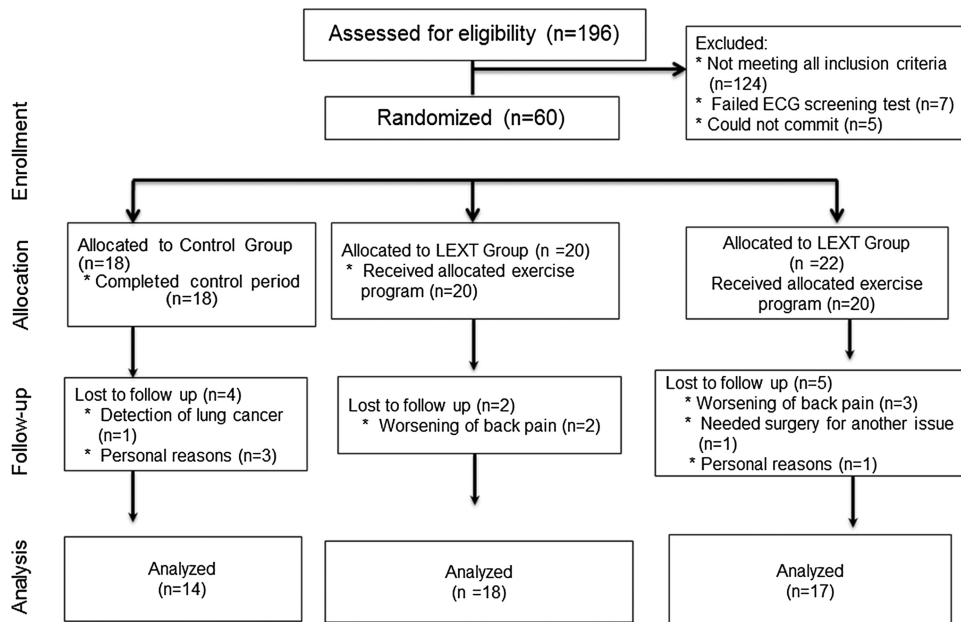 Assessed for eligibility (n=196)
Excluded:
* Not meeting all inclusion criteria
(n=124)
* Failed ECG screening test (n=7)
* Could not commit (n=5)
Randomized (n=60)
Enrollment
Allocation
Allocated to Control Group
(n=18)
* Completed control period
(n=18)
Allocated to LEXT Group (n =20)
* Received allocated exercise
program (n=20)
Allocated to LEXT Group
(n =22)
Received allocated exercise
program (n=20)
Follow-up
Lost to follow up (n=4)
* Detection of lung cancer
(n=1)
* Personal reasons (n=3)
Lost to follow up (n=2)
* Worsening of back pain (n=2)
Lost to follow up (n=5)
* Worsening of back pain (n=3)
* Needed surgery for another issue
(n=1)
* Personal reasons (n=1)
Analysis
Analyzed
(n=14)
Analyzed
(n =18)
Analyzed
(n=17)